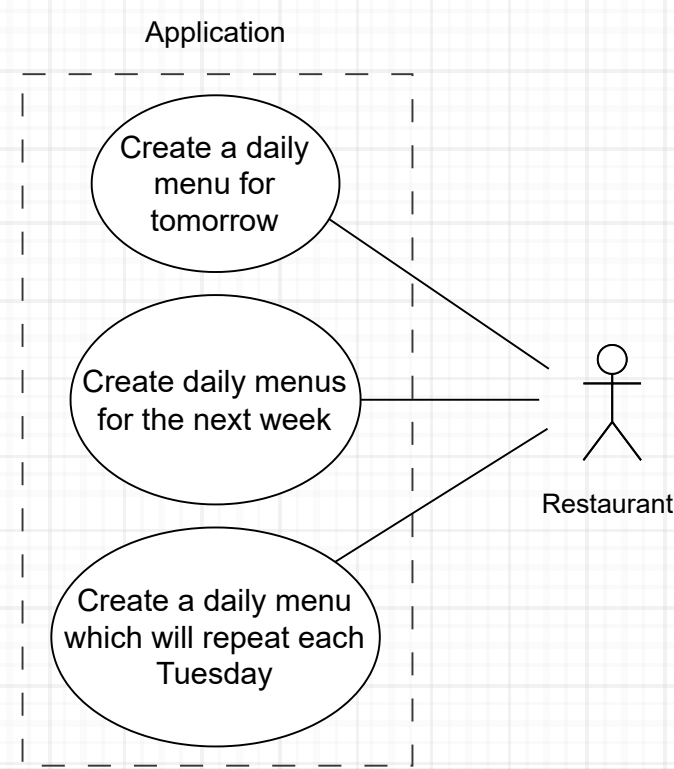 Application
Create a daily
menu for
tomorrow
Create daily menus
for the next week
Restaurant
Create a daily menu
which will repeat each
Tuesday